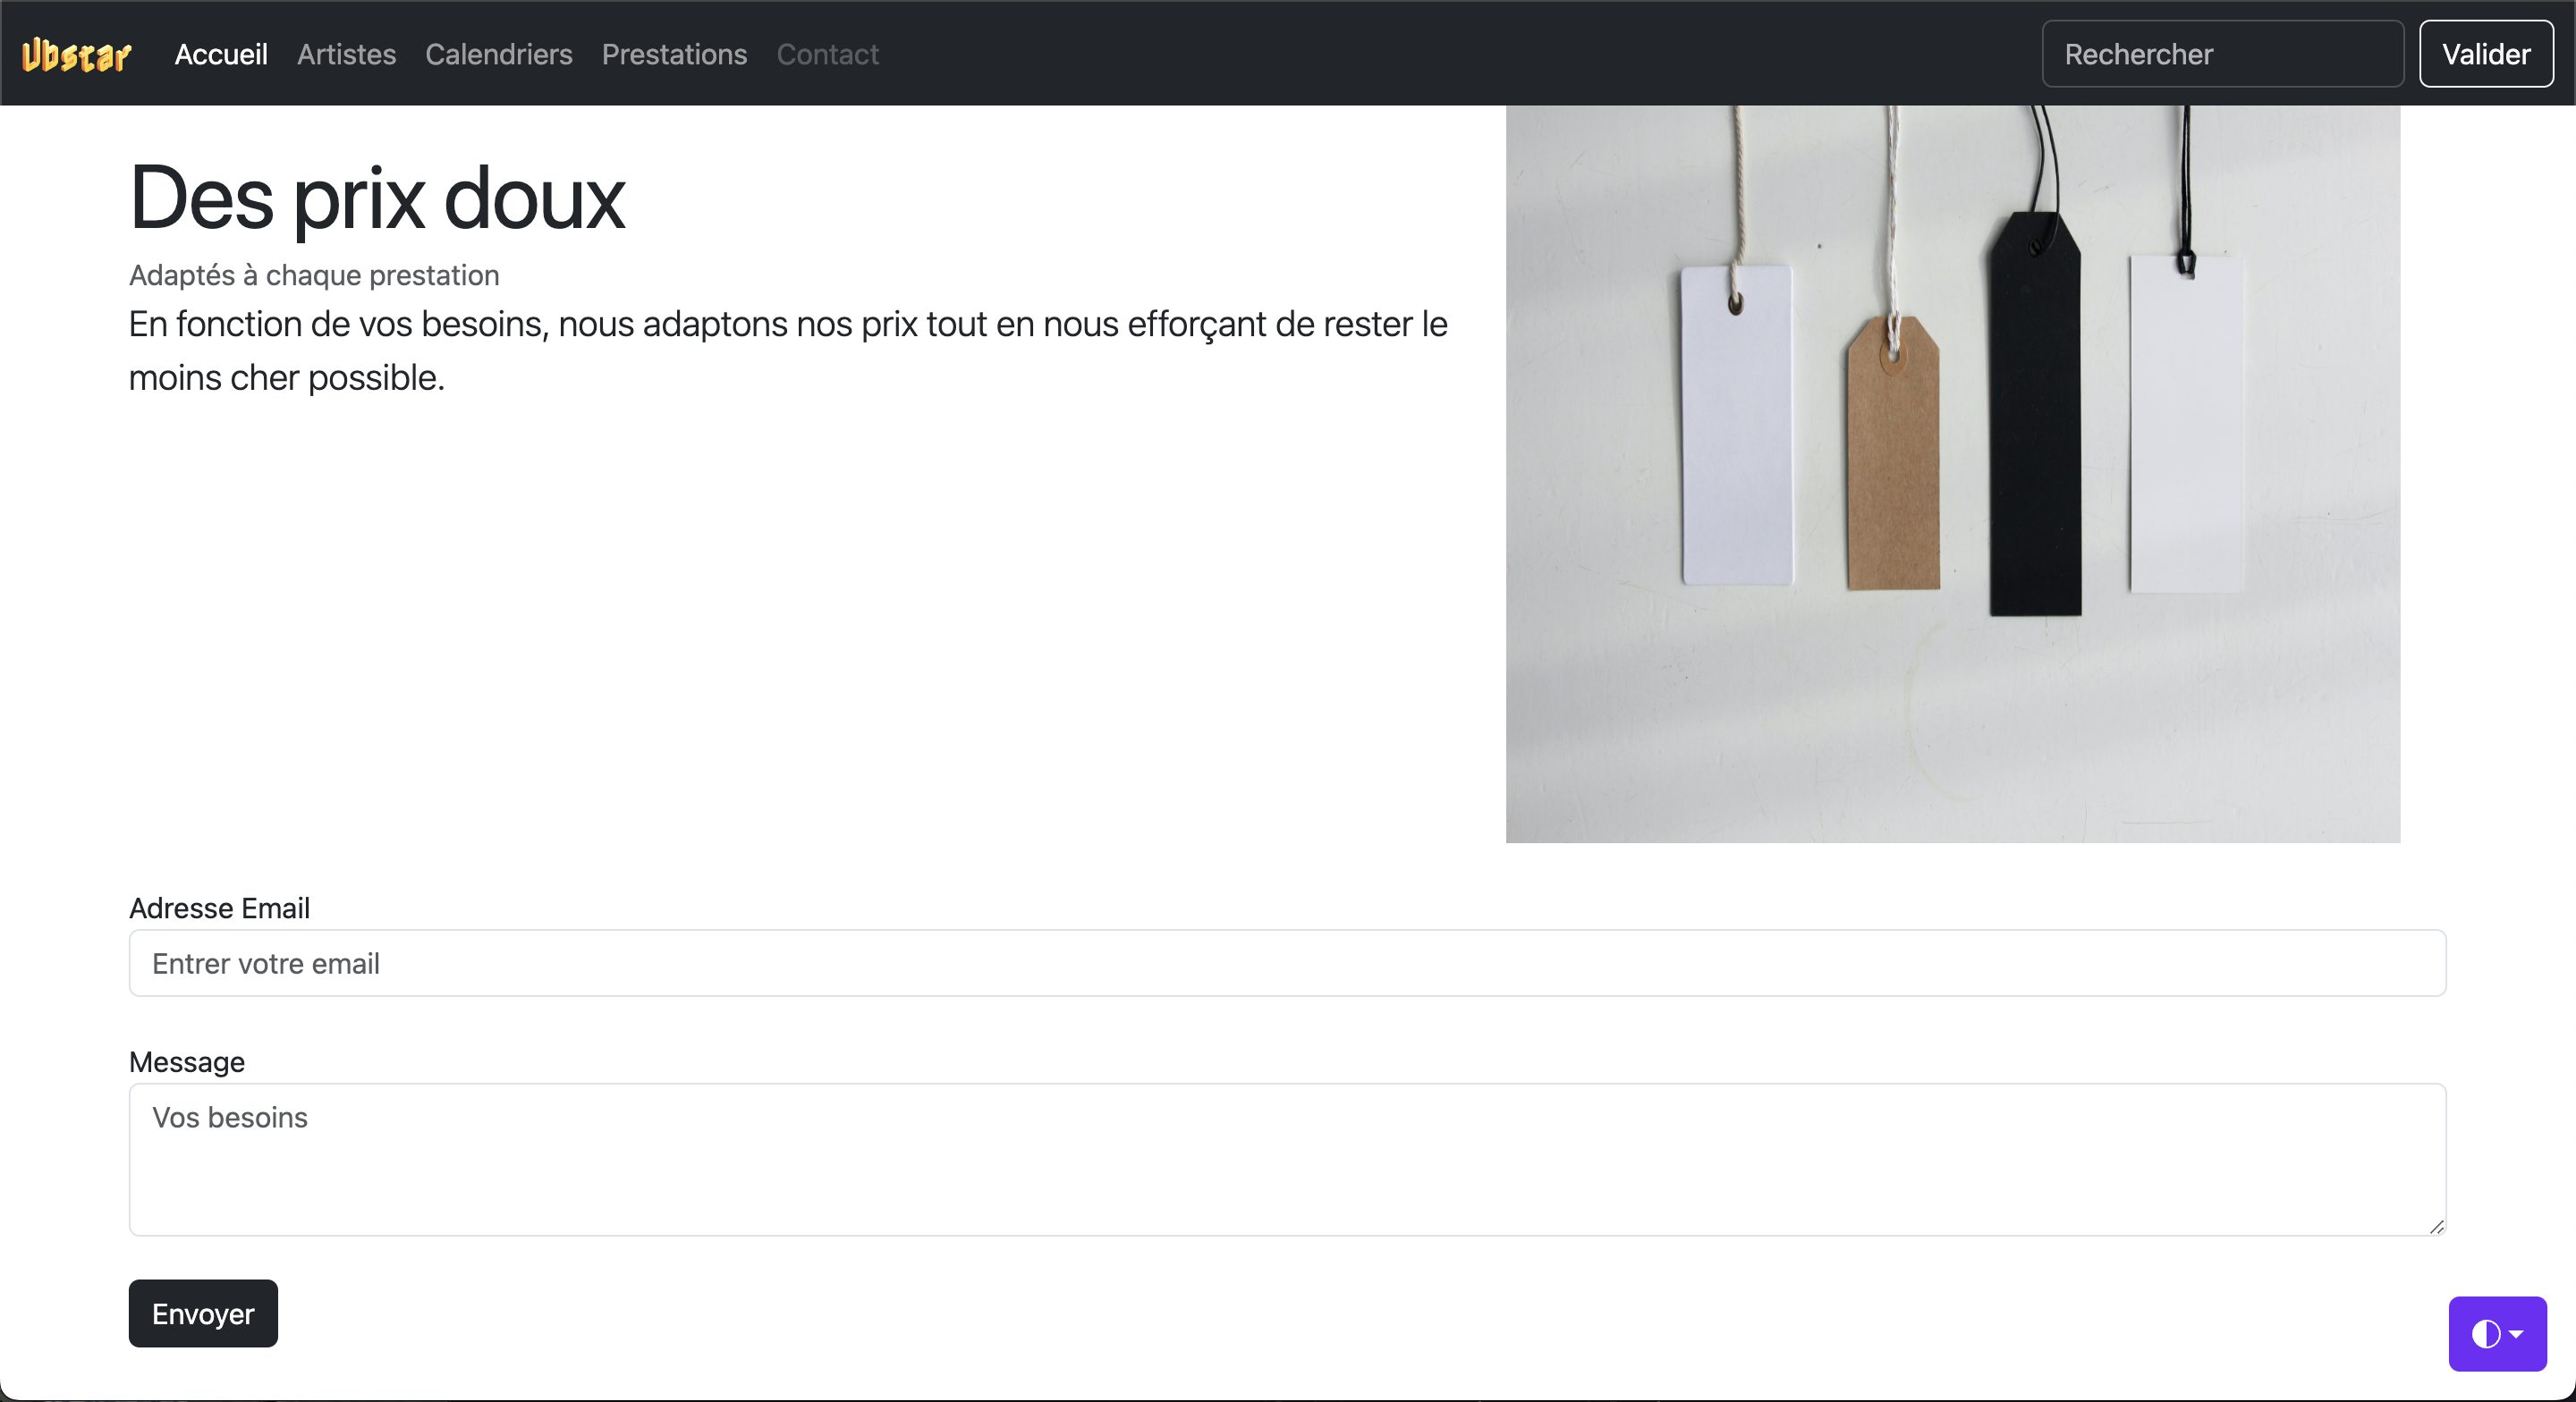 Ubstar Accueil Artistes Calendriers Prestations Contact Rechercher Valider
Des prix doux
Adaptés à chaque prestation
En fonction de vos besoins, nous adaptons nos prix tout en nous efforçant de rester le
moins cher possible.
Adresse Email
Entrer votre email
Message
Vos besoins
Envoyer